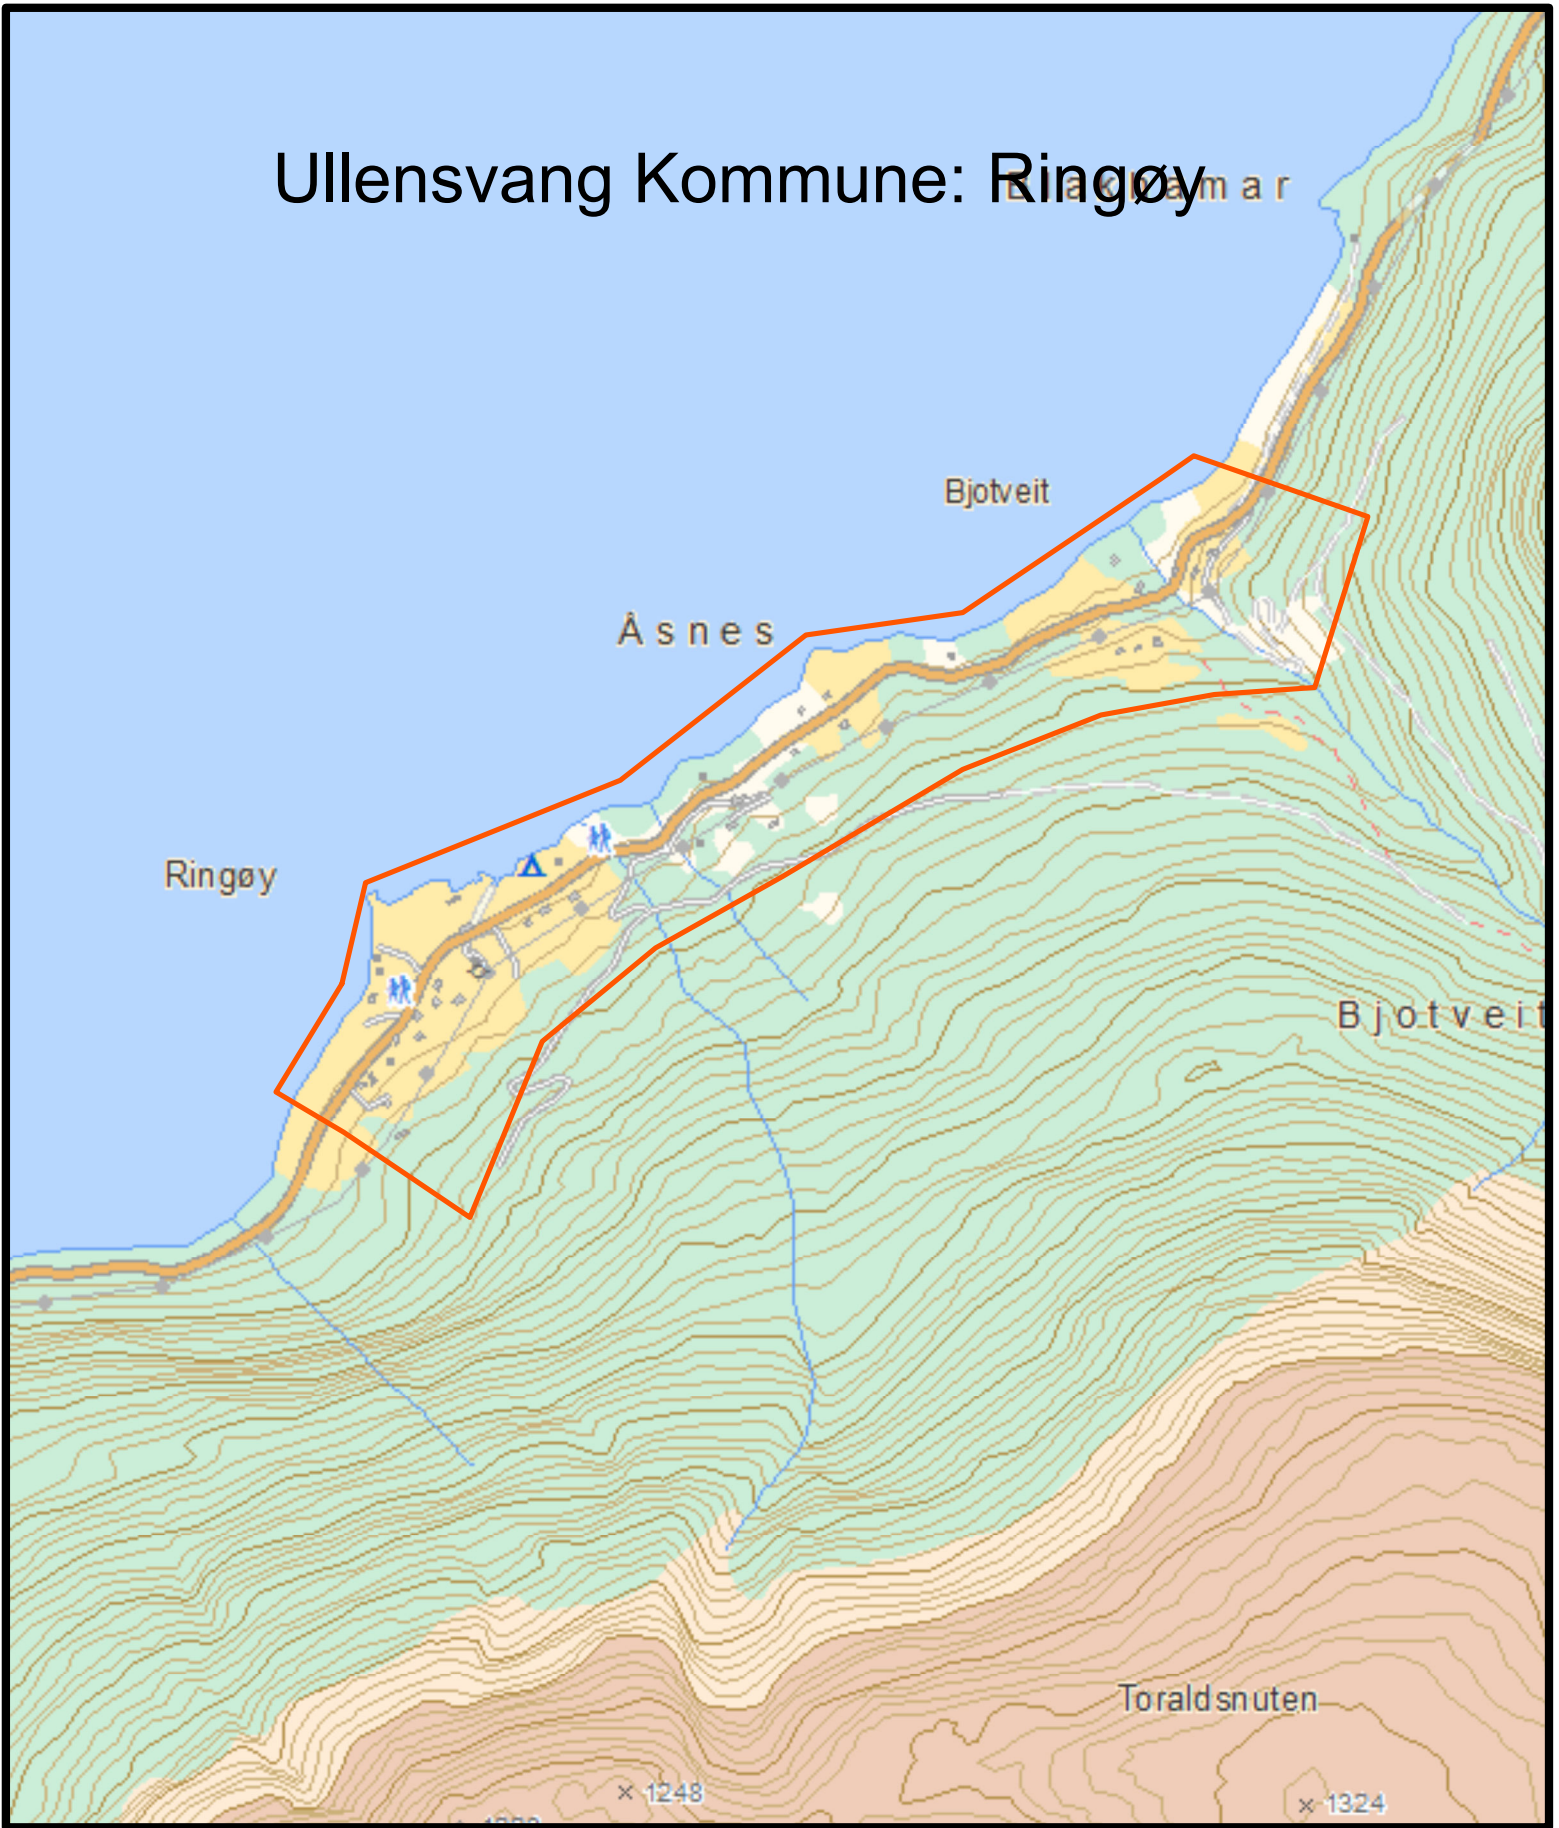 Ullensvang Kommune: Ringøy
Bjotveit
Åsnes
Ringøy
Bjotveit
Toraldsnuten
1248
1324